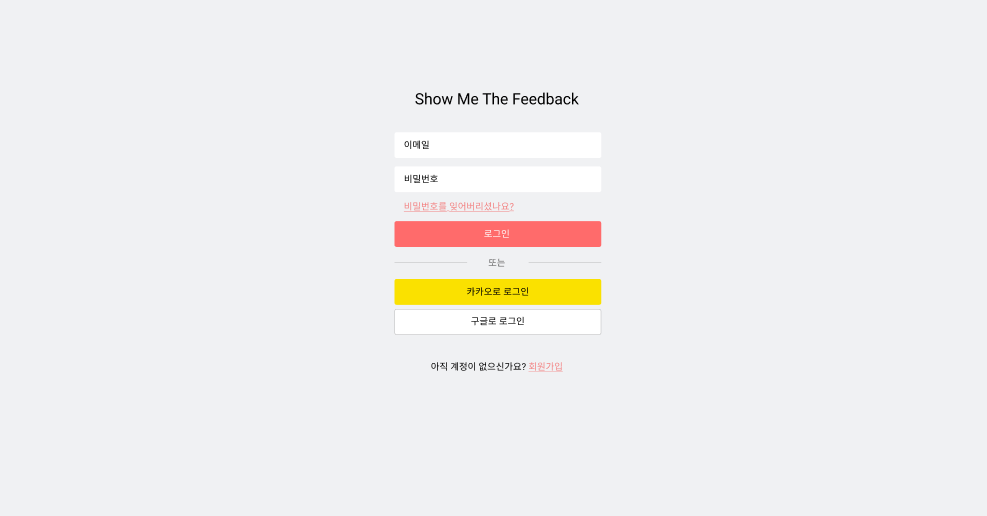 Show Me The Feedback
이메일
비밀번호
비밀번호를 잊어버리셨나요?
로그인
또는
카카오로 로그인
구글로 로그인
아직 계정이 없으신가요? 회원가입